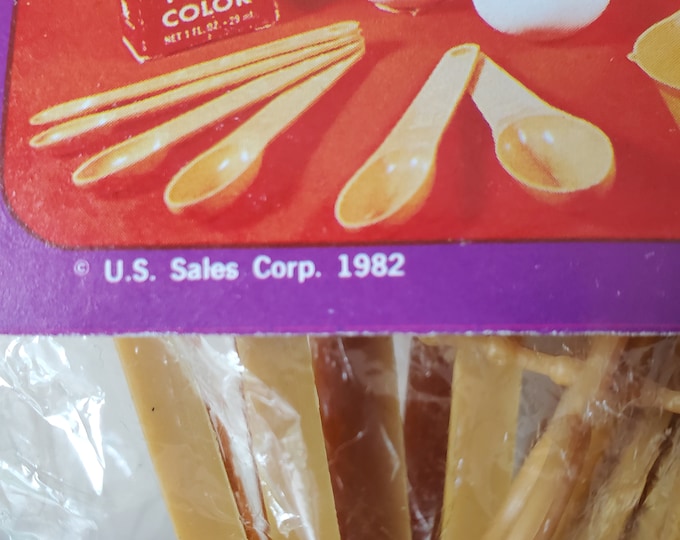 COLOR
NET 1 FL. OZ. - 29 ml.
© U.S. Sales Corp. 1982